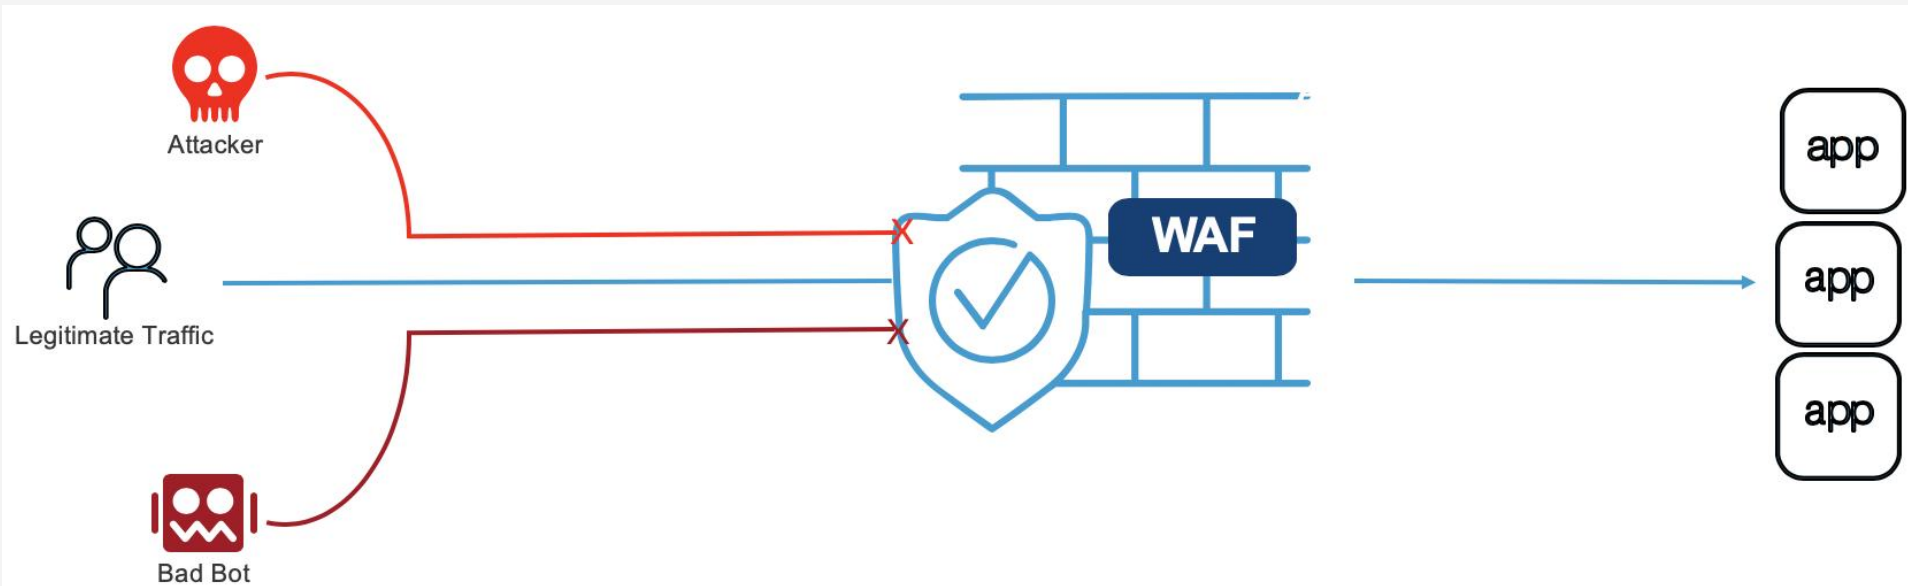 Attacker
Legitimate Traffic
Bad Bot
WAF
app
app
app